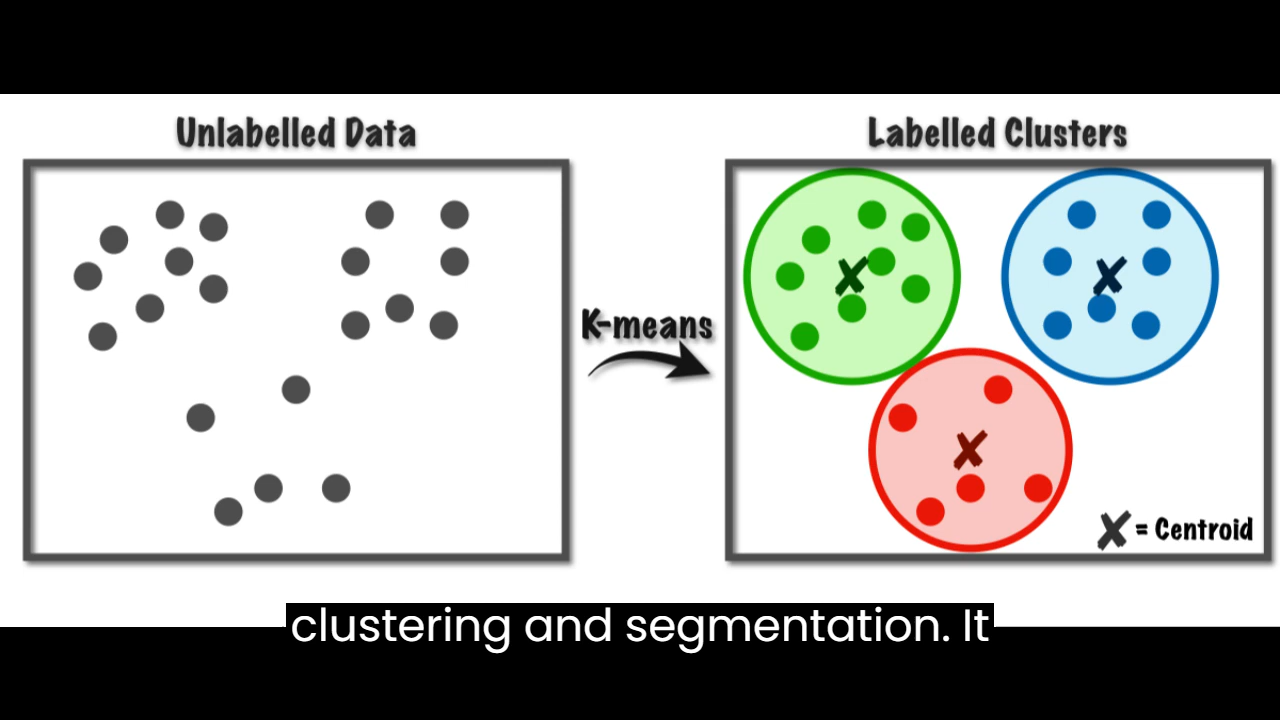 Unlabelled Data
Labelled Clusters
K-means
✗ = Centroid
clustering and segmentation. It